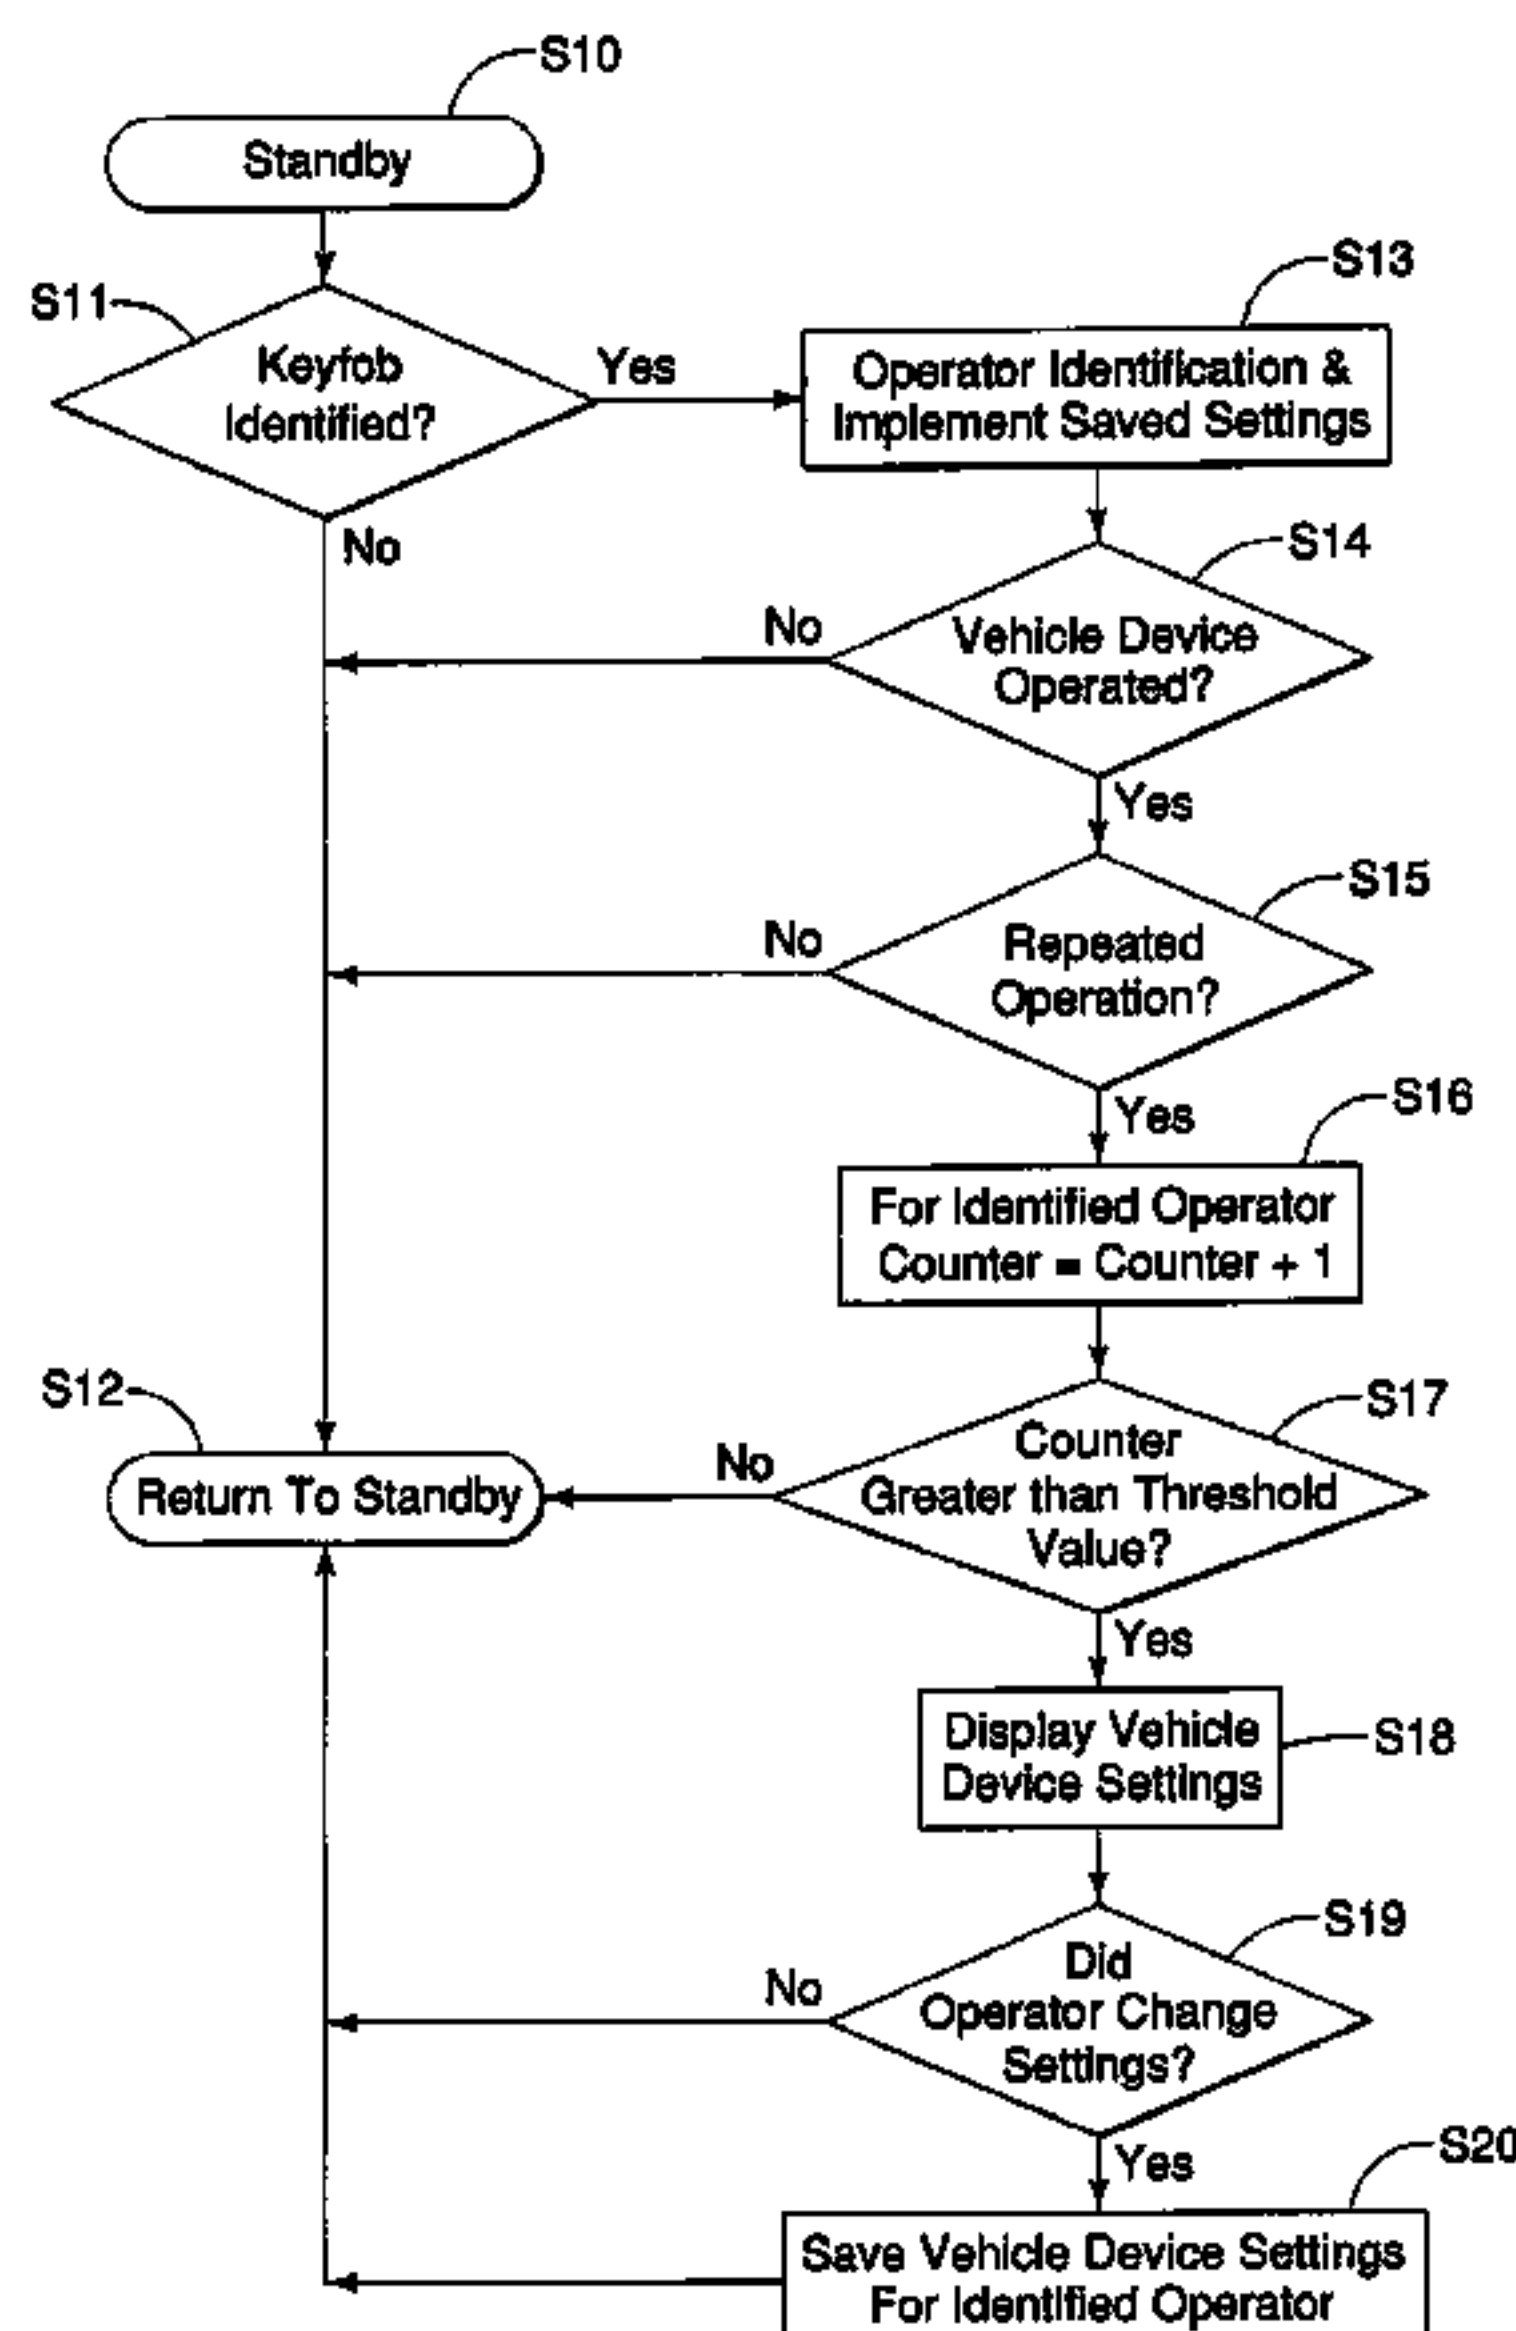 S10
Standby
S11
Keyfob
Identified?
Yes
No
S13
Operator Identification &
Implement Saved Settings
S14
Vehicle Device
Operated?
No
Yes
S15
Repeated
Operation?
No
Yes
S16
For Identified Operator
Counter = Counter + 1
S12
Return To Standby
S17
Counter
Greater than Threshold
Value?
No
Yes
S18
Display Vehicle
Device Settings
S19
Did
Operator Change
Settings?
No
Yes
S20
Save Vehicle Device Settings
For Identified Operator